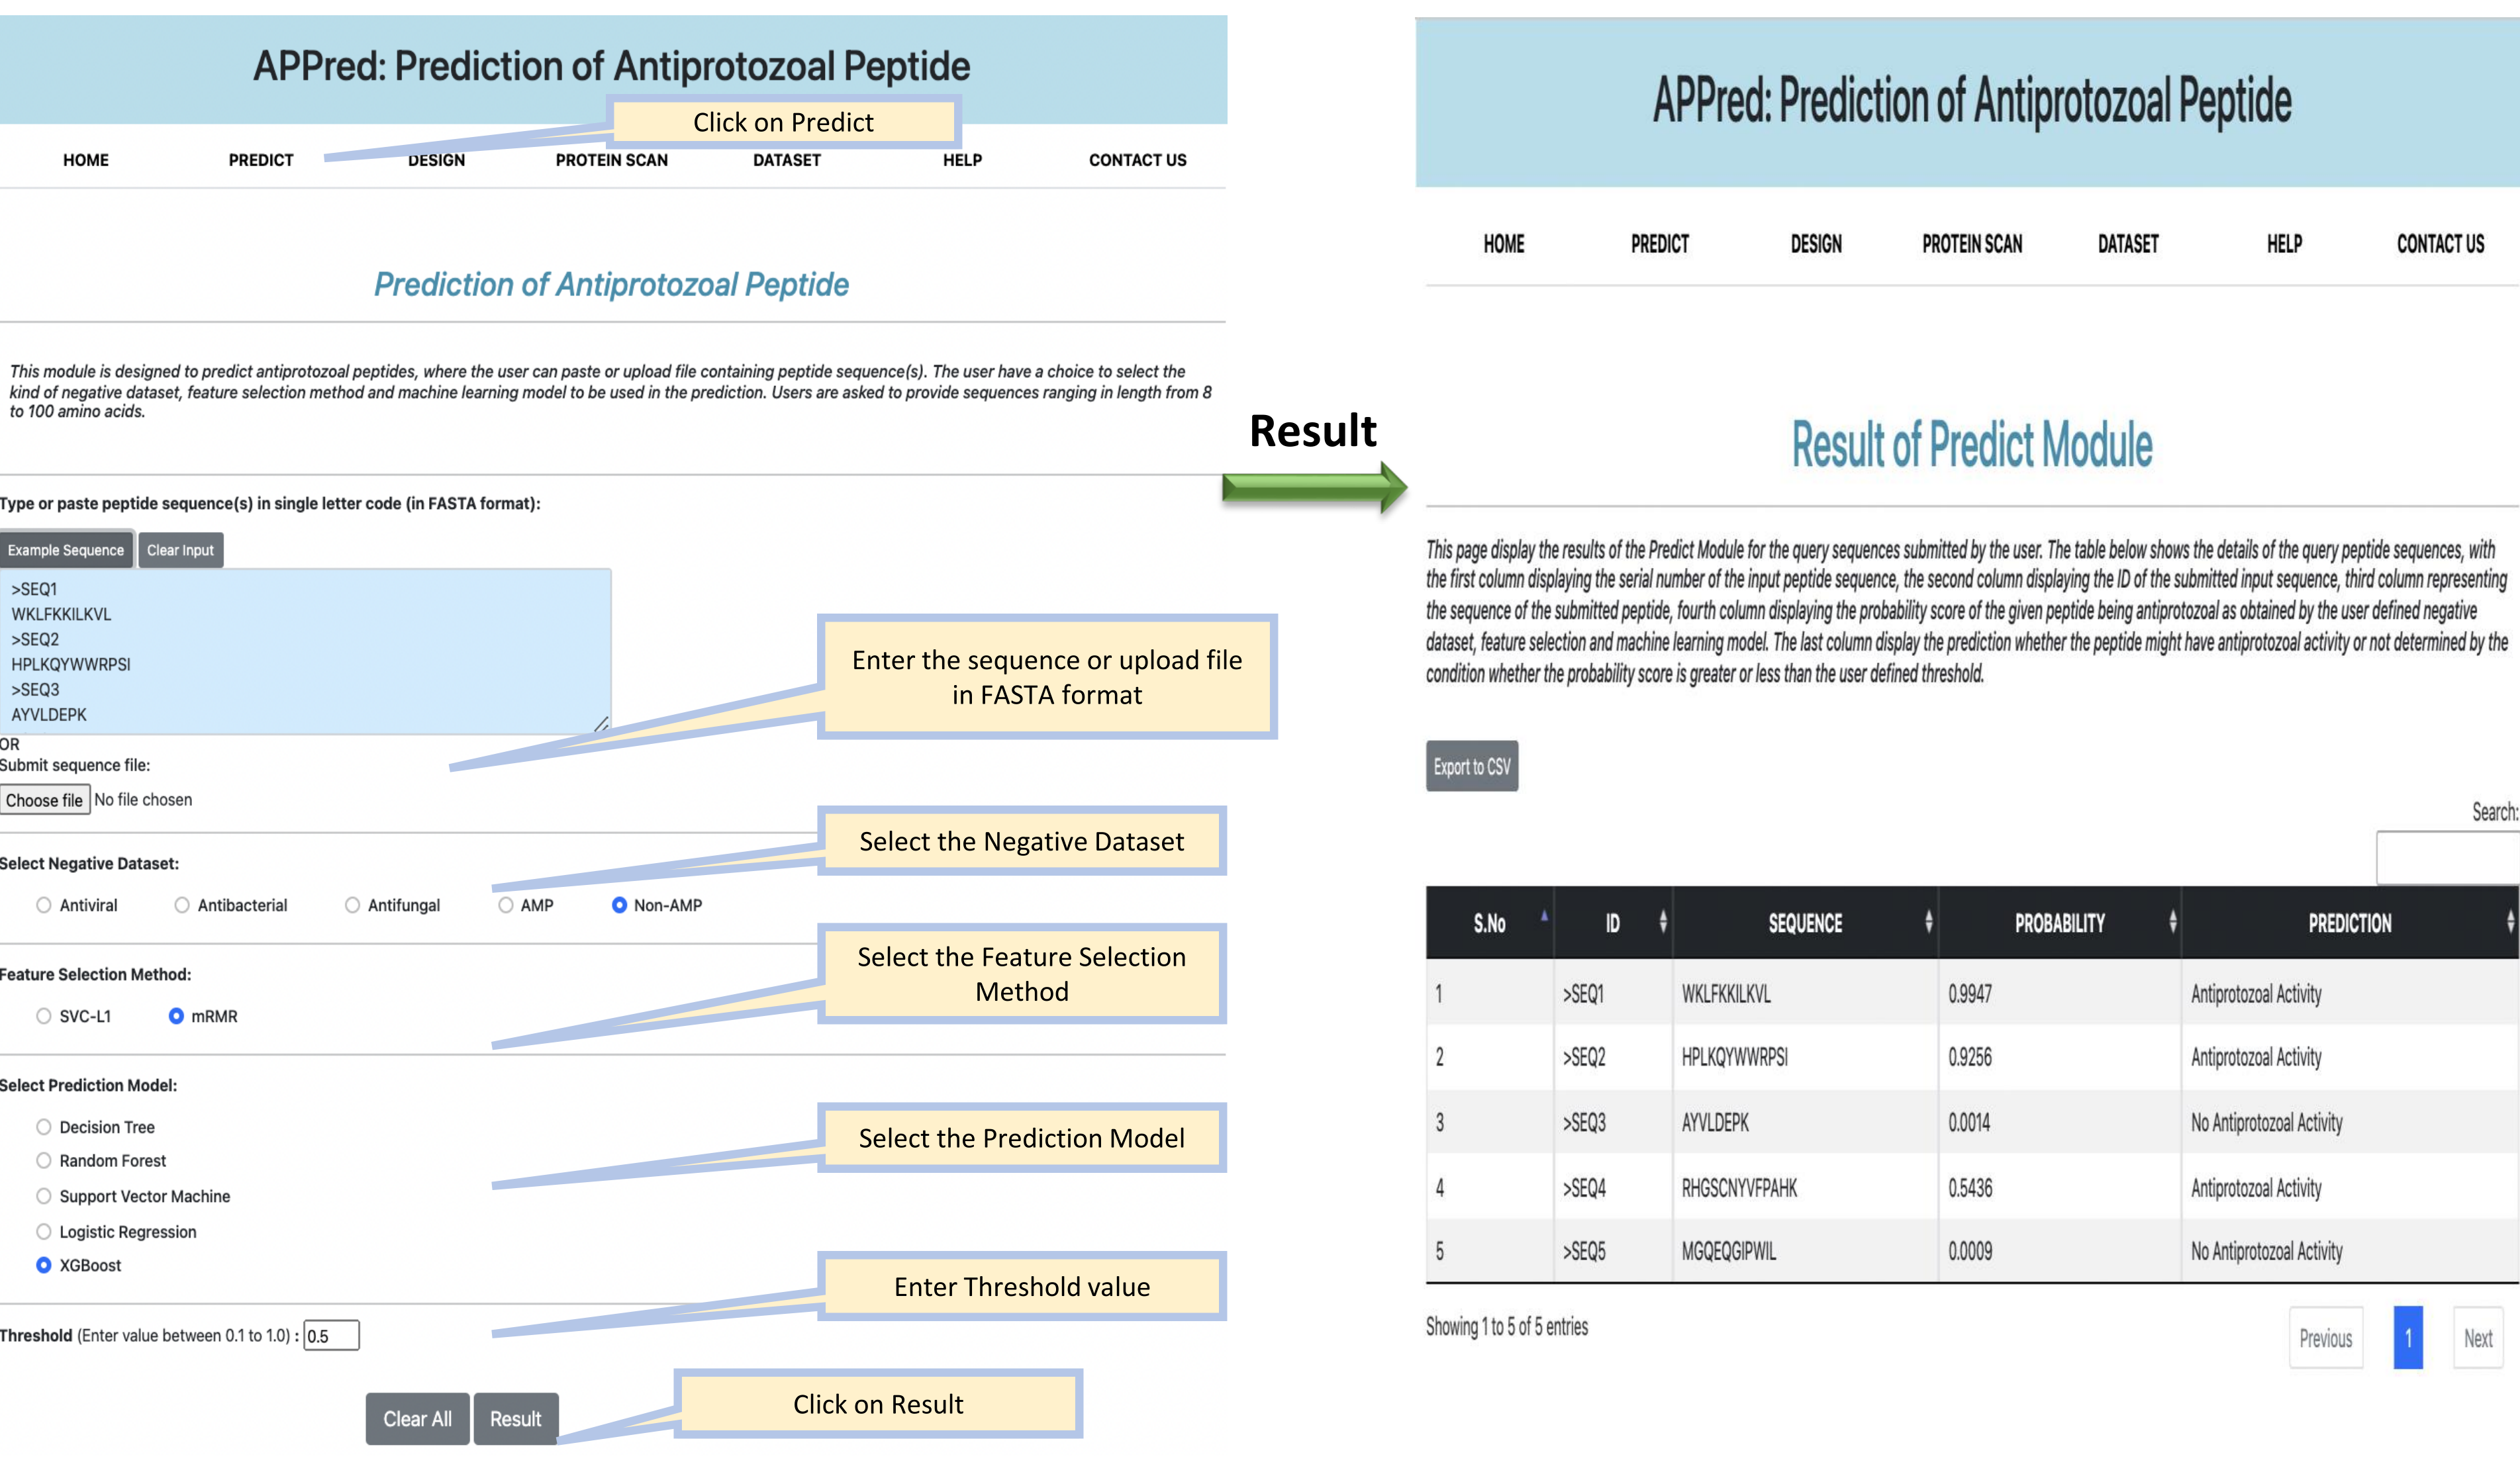 APPred: Prediction of Antiprotozoal Peptide
Click on Predict
HOME PREDICT DESIGN PROTEIN SCAN DATASET HELP CONTACT US
Prediction of Antiprotozoal Peptide
This module is designed to predict antiprotozoal peptides, where the user can paste or upload file containing peptide sequence(s). The user have a choice to select the
kind of negative dataset, feature selection method and machine learning model to be used in the prediction. Users are asked to provide sequences ranging in length from 8
to 100 amino acids.
Type or paste peptide sequence(s) in single letter code (in FASTA format):
Example Sequence Clear Input
>SEQ1
WKLFKKILKVL
>SEQ2
HPLKQYWWRPSI
>SEQ3
AYVLDEPK
Enter the sequence or upload file
in FASTA format
OR
Submit sequence file:
Choose file No file chosen
Select the Negative Dataset
Select Negative Dataset:
Antiviral Antibacterial Antifungal AMP Non-AMP
Select the Feature Selection
Method
Feature Selection Method:
SVC-L1 mRMR
Select Prediction Model:
Select the Prediction Model
Decision Tree
Random Forest
Support Vector Machine
Logistic Regression
XGBoost
Enter Threshold value
Threshold (Enter value between 0.1 to 1.0) : 0.5
Clear All Result
Click on Result
Result
APPred: Prediction of Antiprotozoal Peptide
HOME PREDICT DESIGN PROTEIN SCAN DATASET HELP CONTACT US
Result of Predict Module
This page display the results of the Predict Module for the query sequences submitted by the user. The table below shows the details of the query peptide sequences, with
the first column displaying the serial number of the input peptide sequence, the second column displaying the ID of the submitted input sequence, third column representing
the sequence of the submitted peptide, fourth column displaying the probability score of the given peptide being antiprotozoal as obtained by the user defined negative
dataset, feature selection and machine learning model. The last column display the prediction whether the peptide might have antiprotozoal activity or not determined by the
condition whether the probability score is greater or less than the user defined threshold.
Export to CSV
Search:
S.No ID SEQUENCE PROBABILITY PREDICTION
1 >SEQ1 WKLFKKILKVL 0.9947 Antiprotozoal Activity
2 >SEQ2 HPLKQYWWRPSI 0.9256 Antiprotozoal Activity
3 >SEQ3 AYVLDEPK 0.0014 No Antiprotozoal Activity
4 >SEQ4 RHGSCNYVFPAHK 0.5436 Antiprotozoal Activity
5 >SEQ5 MGQEQGIPWIL 0.0009 No Antiprotozoal Activity
Showing 1 to 5 of 5 entries
Previous 1 Next